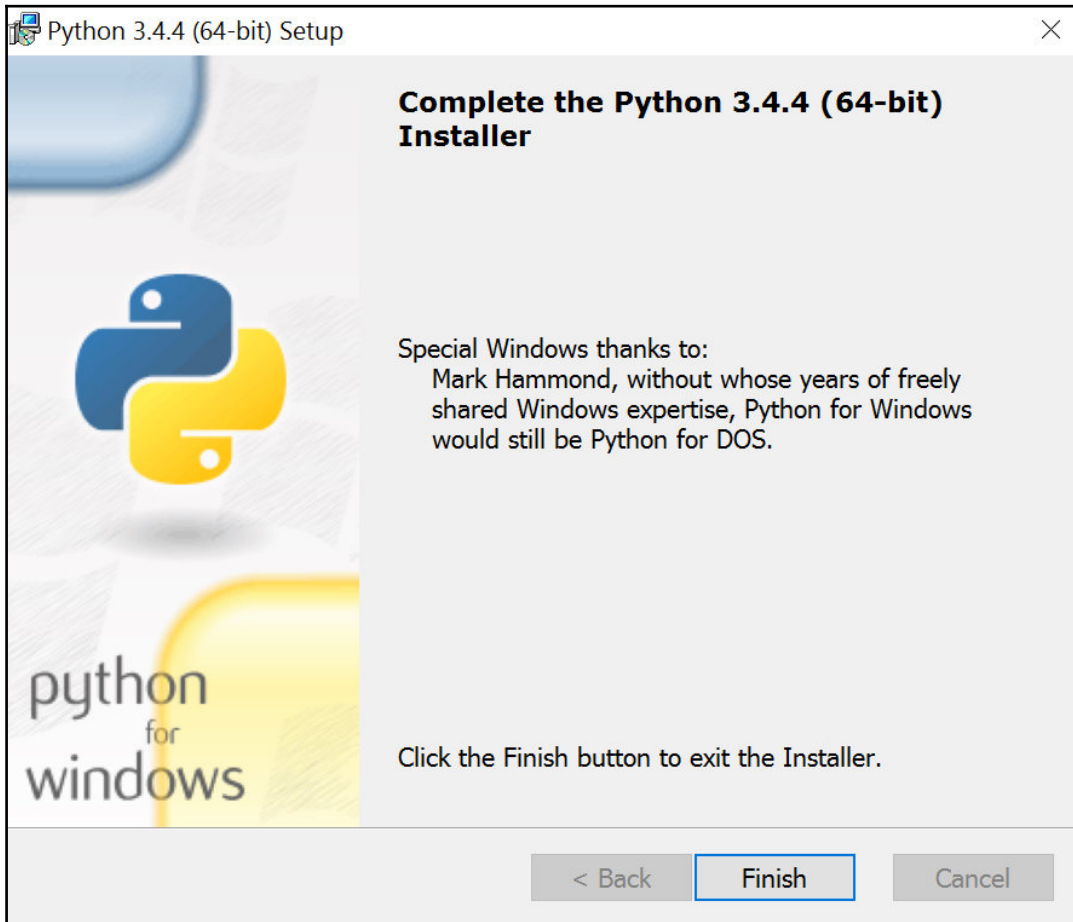 Python 3.4.4 (64-bit) Setup
Complete the Python 3.4.4 (64-bit)
Installer
Special Windows thanks to:
Mark Hammond, without whose years of freely
shared Windows expertise, Python for Windows
would still be Python for DOS.
python
for
windows
Click the Finish button to exit the Installer.
< Back
Finish
Cancel